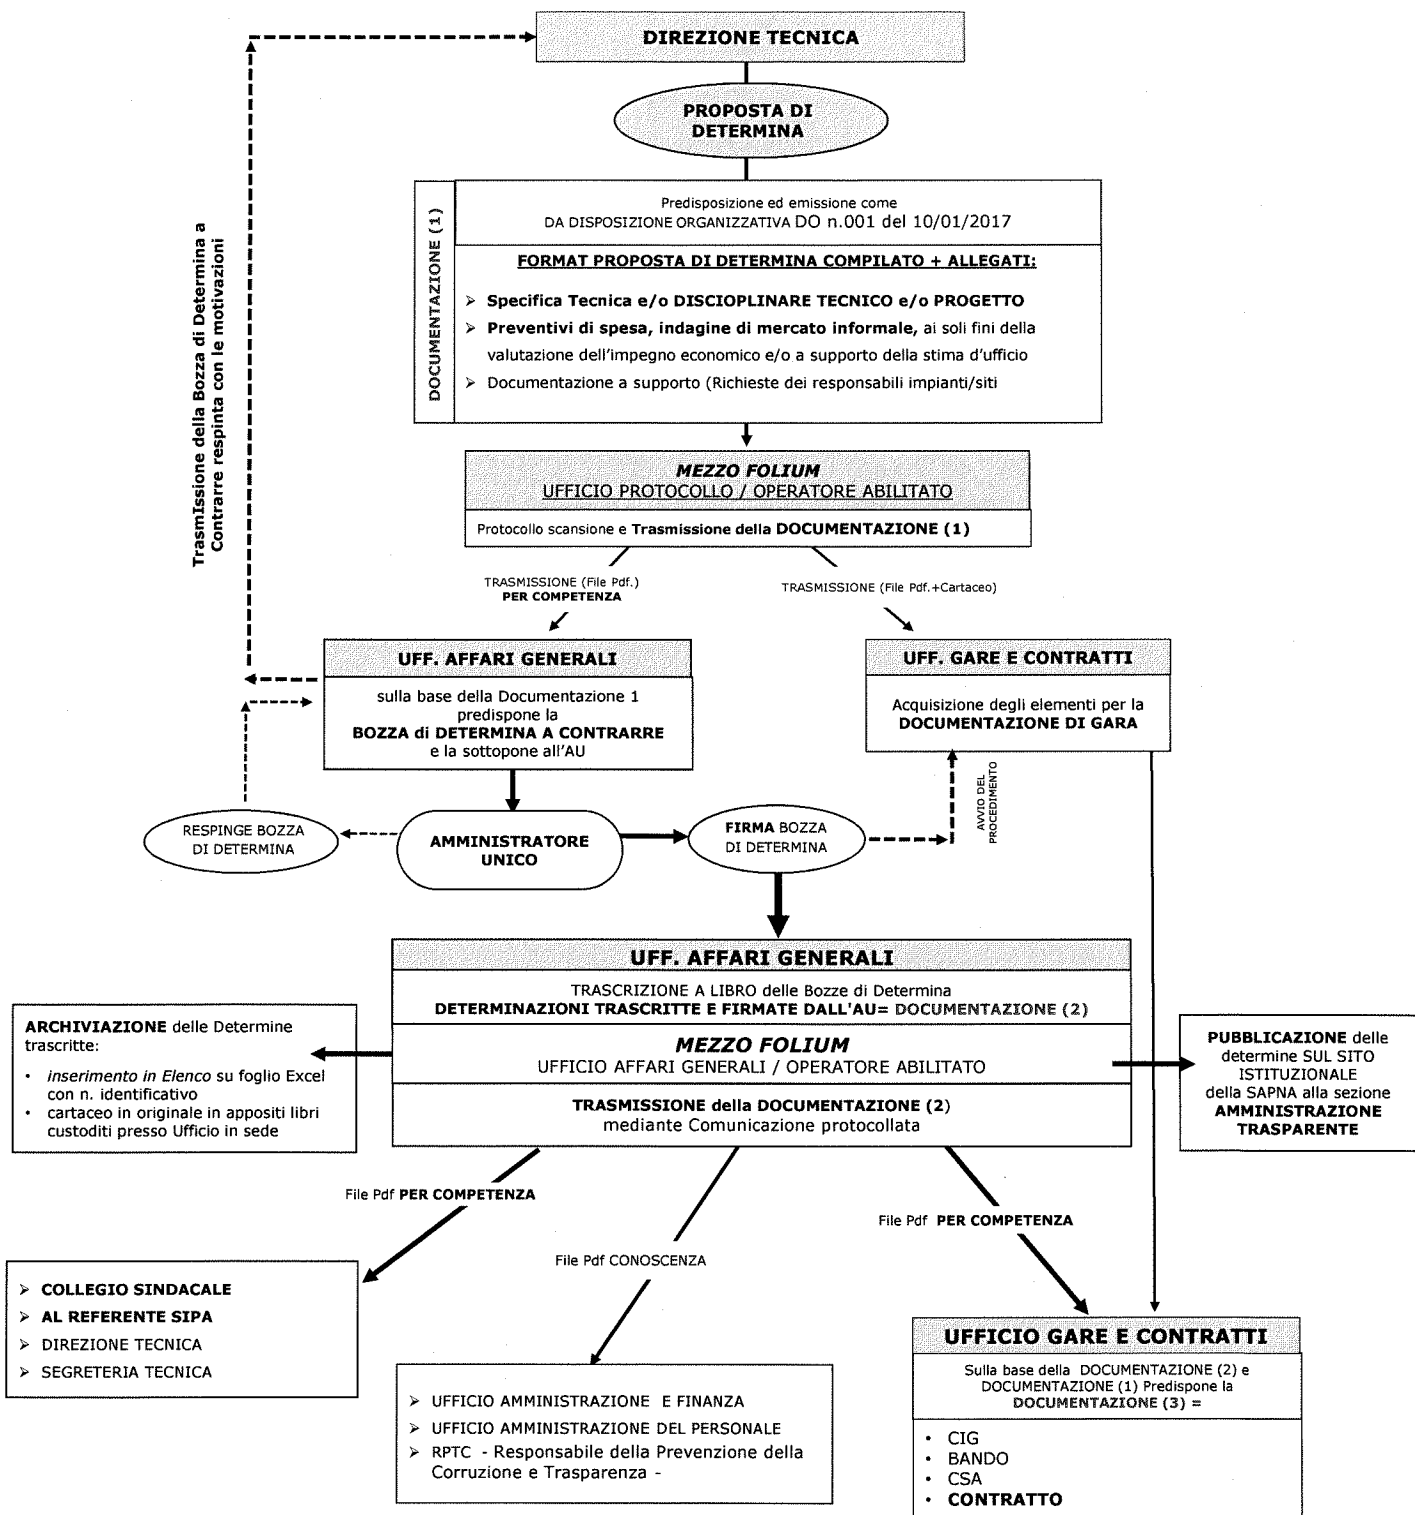 DIREZIONE TECNICA
PROPOSTA DI
DETERMINA
TrasmIssione della Bozza di Determina a
Contrarre respinta con le motivazioni
DOCUMENTAZIONE (1)
Predisposizione ed emissione come
DA DISPOSIZIONE ORGANIZZATIVA DO n.001 del 10/01/2017
FORMAT PROPOSTA DI DETERMINA COMPILATO + ALLEGATI:
➢ Specifica Tecnica e/o DISCIOPLINARE TECNICO e/o PROGETTO
➢ Preventivi di spesa, indagine di mercato informale, ai soli fini della
valutazione dell'impegno economico e/o a supporto della stima d'ufficio
➢ Documentazione a supporto (Richieste dei responsabili impianti/siti
MEZZO FOLIUM
UFFICIO PROTOCOLLO / OPERATORE ABILITATO
Protocollo scansione e Trasmissione della DOCUMENTAZIONE (1)
TRASMISSIONE (File Pdf.)
PER COMPETENZA
TRASMISSIONE (File Pdf.+Cartaceo)
UFF. AFFARI GENERALI
sulla base della Documentazione 1
predispone la
BOZZA di DETERMINA A CONTRARRE
e la sottopone all'AU
UFF. GARE E CONTRATTI
Acquisizione degli elementi per la
DOCUMENTAZIONE DI GARA
AVVIO DEL
PROCEDIMENTO
RESPINGE BOZZA
DI DETERMINA
AMMINISTRATORE
UNICO
FIRMA BOZZA
DI DETERMINA
UFF. AFFARI GENERALI
TRASCRIZIONE A LIBRO delle Bozze di Determina
DETERMINAZIONI TRASCRITTE E FIRMATE DALL'AU= DOCUMENTAZIONE (2)
MEZZO FOLIUM
UFFICIO AFFARI GENERALI / OPERATORE ABILITATO
TRASMISSIONE della DOCUMENTAZIONE (2)
mediante Comunicazione protocollata
ARCHIVIAZIONE delle Determine
trascritte:
• inserimento in Elenco su foglio Excel
con n. identificativo
• cartaceo in originale in appositi libri
custoditi presso Ufficio in sede
PUBBLICAZIONE delle
determine SUL SITO
ISTITUZIONALE
della SAPNA alla sezione
AMMINISTRAZIONE
TRASPARENTE
File Pdf PER COMPETENZA
File Pdf CONOSCENZA
File Pdf PER COMPETENZA
➢ COLLEGIO SINDACALE
➢ AL REFERENTE SIPA
➢ DIREZIONE TECNICA
➢ SEGRETERIA TECNICA
➢ UFFICIO AMMINISTRAZIONE E FINANZA
➢ UFFICIO AMMINISTRAZIONE DEL PERSONALE
➢ RPTC - Responsabile della Prevenzione della
Corruzione e Trasparenza -
UFFICIO GARE E CONTRATTI
Sulla base della DOCUMENTAZIONE (2) e
DOCUMENTAZIONE (1) Predispone la
DOCUMENTAZIONE (3) =
• CIG
• BANDO
• CSA
• CONTRATTO